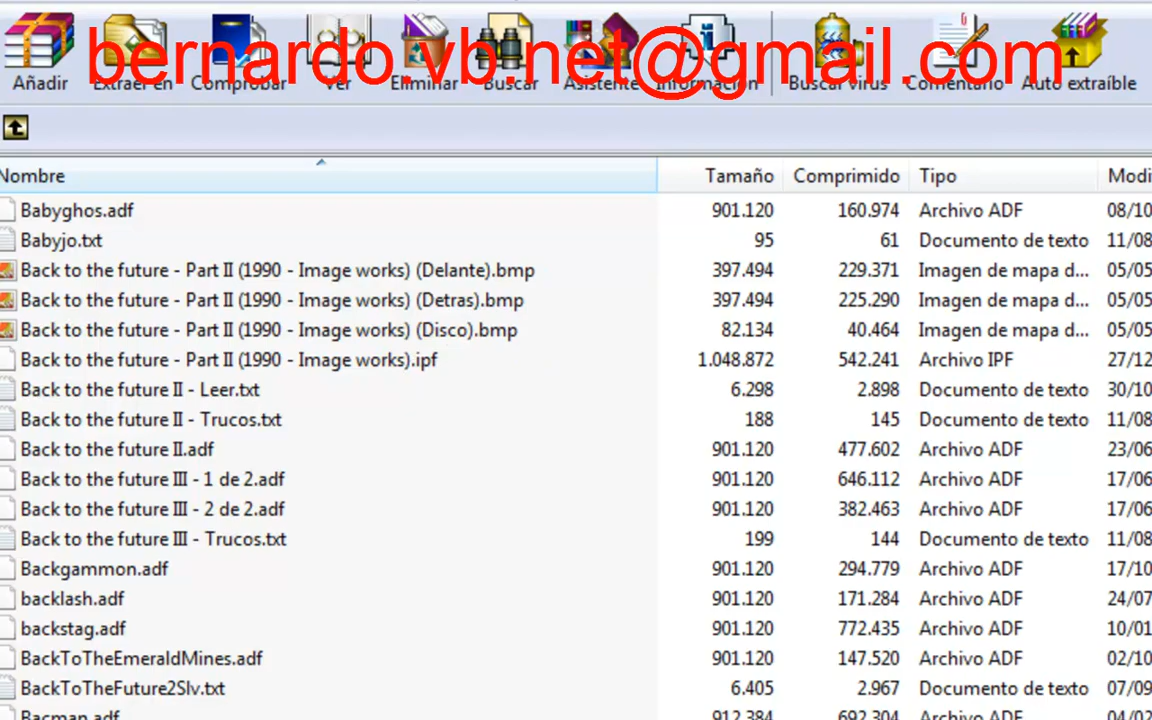 bernardo.vb.net@gmail.com
Añadir Extraer en Comprobar Ver Eliminar Buscar Asistente Información Buscar virus Comentario Auto extraíble
Nombre Tamaño Comprimido Tipo Modi
Babyghos.adf 901.120 160.974 Archivo ADF 08/10
Babyjo.txt 95 61 Documento de texto 11/08
Back to the future - Part II (1990 - Image works) (Delante).bmp 397.494 229.371 Imagen de mapa d... 05/05
Back to the future - Part II (1990 - Image works) (Detras).bmp 397.494 225.290 Imagen de mapa d... 05/05
Back to the future - Part II (1990 - Image works) (Disco).bmp 82.134 40.464 Imagen de mapa d... 05/05
Back to the future - Part II (1990 - Image works).ipf 1.048.872 542.241 Archivo IPF 27/12
Back to the future II - Leer.txt 6.298 2.898 Documento de texto 30/10
Back to the future II - Trucos.txt 188 145 Documento de texto 11/08
Back to the future II.adf 901.120 477.602 Archivo ADF 23/06
Back to the future III - 1 de 2.adf 901.120 646.112 Archivo ADF 17/06
Back to the future III - 2 de 2.adf 901.120 382.463 Archivo ADF 17/06
Back to the future III - Trucos.txt 199 144 Documento de texto 11/08
Backgammon.adf 901.120 294.779 Archivo ADF 17/10
backlash.adf 901.120 171.284 Archivo ADF 24/07
backstag.adf 901.120 772.435 Archivo ADF 10/01
BackToTheEmeraldMines.adf 901.120 147.520 Archivo ADF 02/10
BackToTheFuture2Slv.txt 6.405 2.967 Documento de texto 07/09
Bacman.adf 912.384 692.304 Archivo ADF 04/02